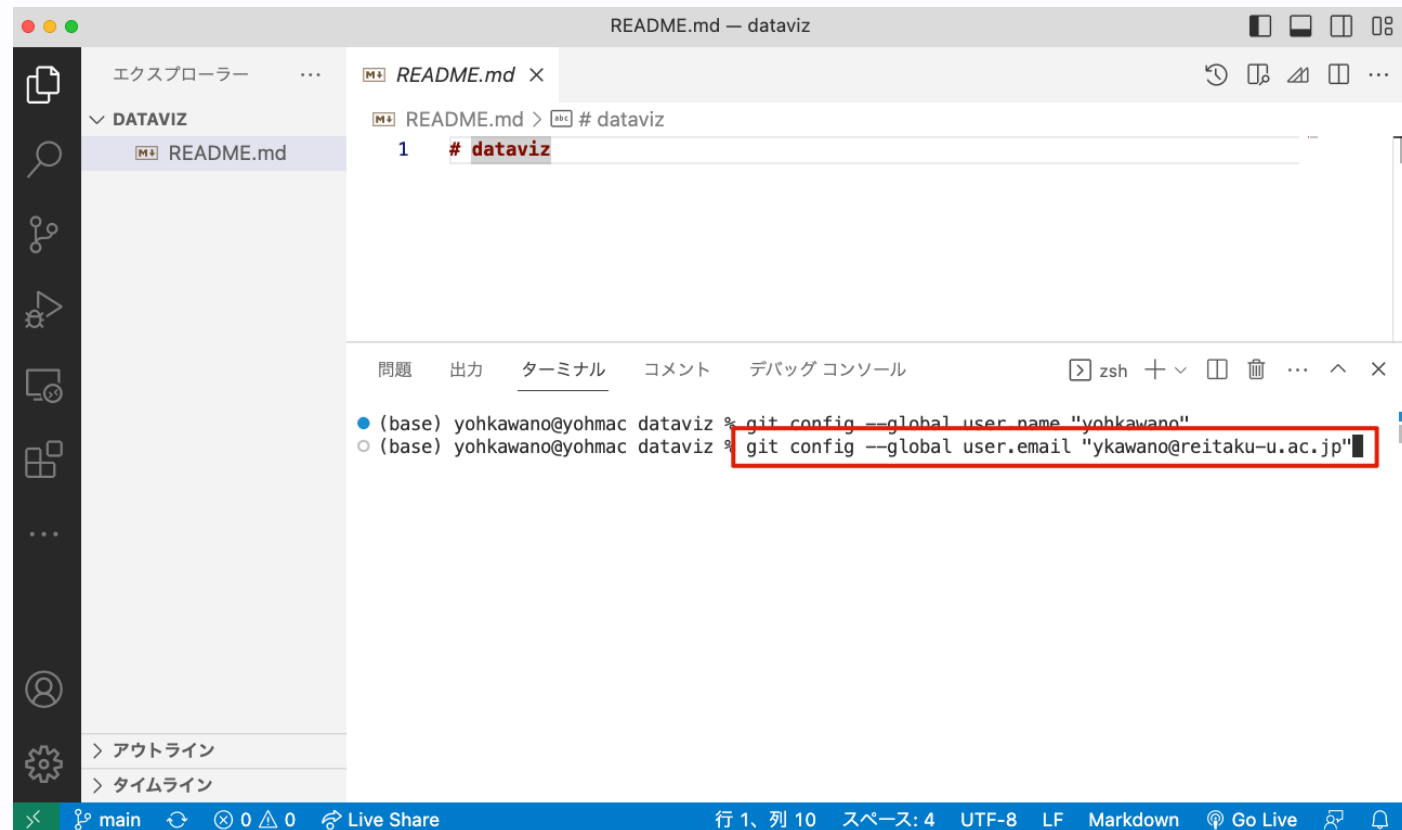 README.md — dataviz
エクスプローラー
README.md
DATAVIZ
README.md > # dataviz
README.md
1 # dataviz
問題 出力 ターミナル コメント デバッグ コンソール zsh
(base) yohkawano@yohmac dataviz % git config --global user.name "yohkawano"
(base) yohkawano@yohmac dataviz % git config --global user.email "ykawano@reitaku-u.ac.jp"
アウトライン
タイムライン
main 0 0 Live Share 行 1、列 10 スペース: 4 UTF-8 LF Markdown Go Live